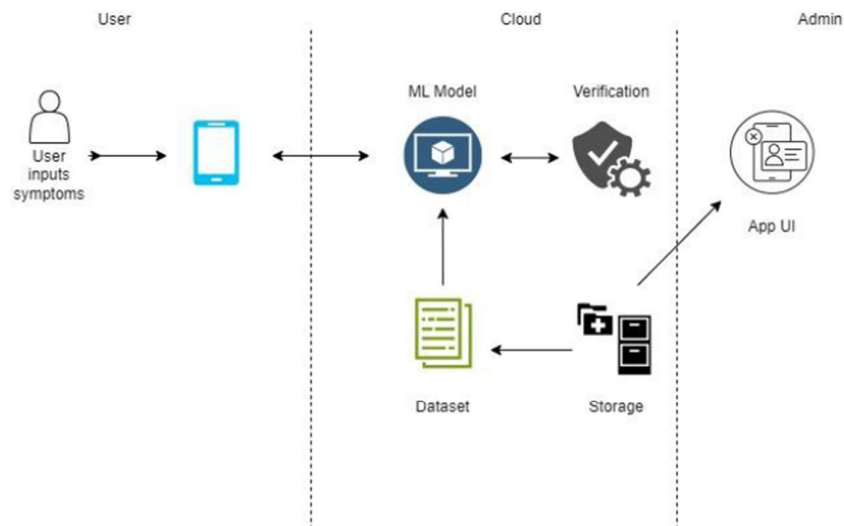 User
Cloud
Admin
ML Model
Verification
User
inputs
symptoms
App UI
Dataset
Storage